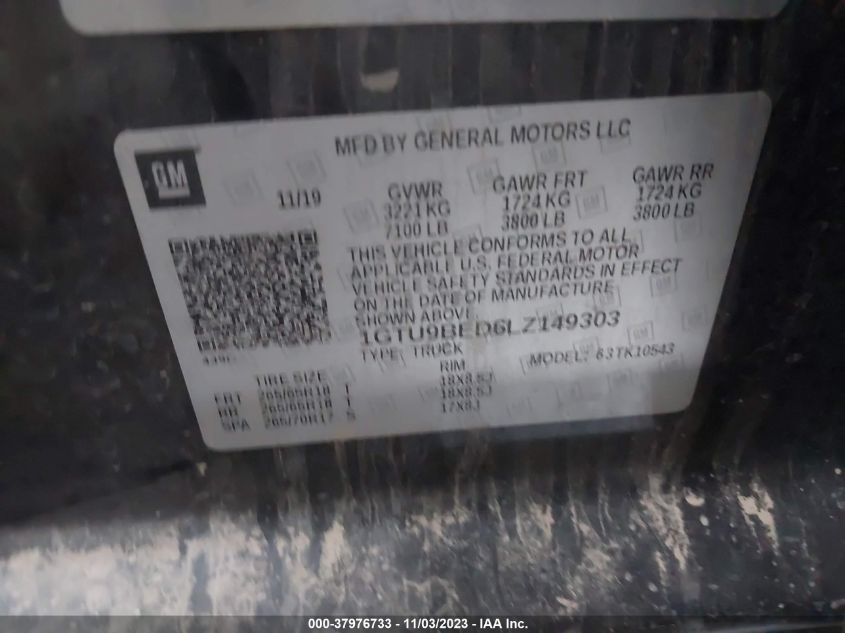 MFD BY GENERAL MOTORS LLC
GM
11/19
GVWR
3221 KG
7100 LB
GAWR FRT
1724 KG
3800 LB
GAWR RR
1724 KG
3800 LB
THIS VEHICLE CONFORMS TO ALL
APPLICABLE U.S. FEDERAL MOTOR
VEHICLE SAFETY STANDARDS IN EFFECT
ON THE DATE OF MANUFACTURE
SHOWN ABOVE.
1GTU9BED6LZ149303
TYPE: TRUCK
MODEL: 63TK10543
TIRE SIZE RIM
FRT 265/65R18 T 18X8.5J
RR 265/65R18 T 18X8.5J
SPA 265/70R17 S 17X8J
000-37976733 - 11/03/2023 - IAA Inc.